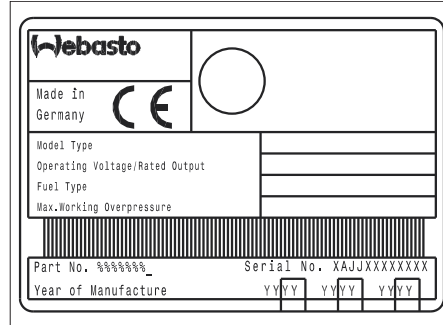 Webasto
Made in
Germany
CE
Model Type
Operating Voltage/Rated Output
Fuel Type
Max.Working Overpressure
Part No. %%%%%%%_ Serial No. XAJJXXXXXXXX
Year of Manufacture YYYY YYYY YYYY